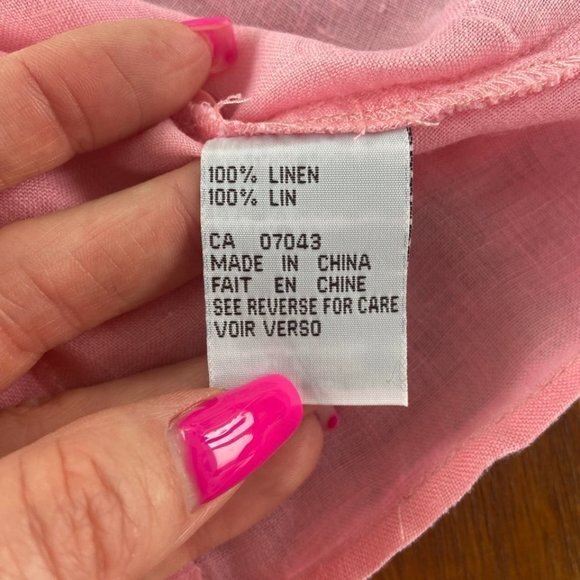 100% LINEN
100% LIN
CA 07043
MADE IN CHINA
FAIT EN CHINE
SEE REVERSE FOR CARE
VOIR VERSO